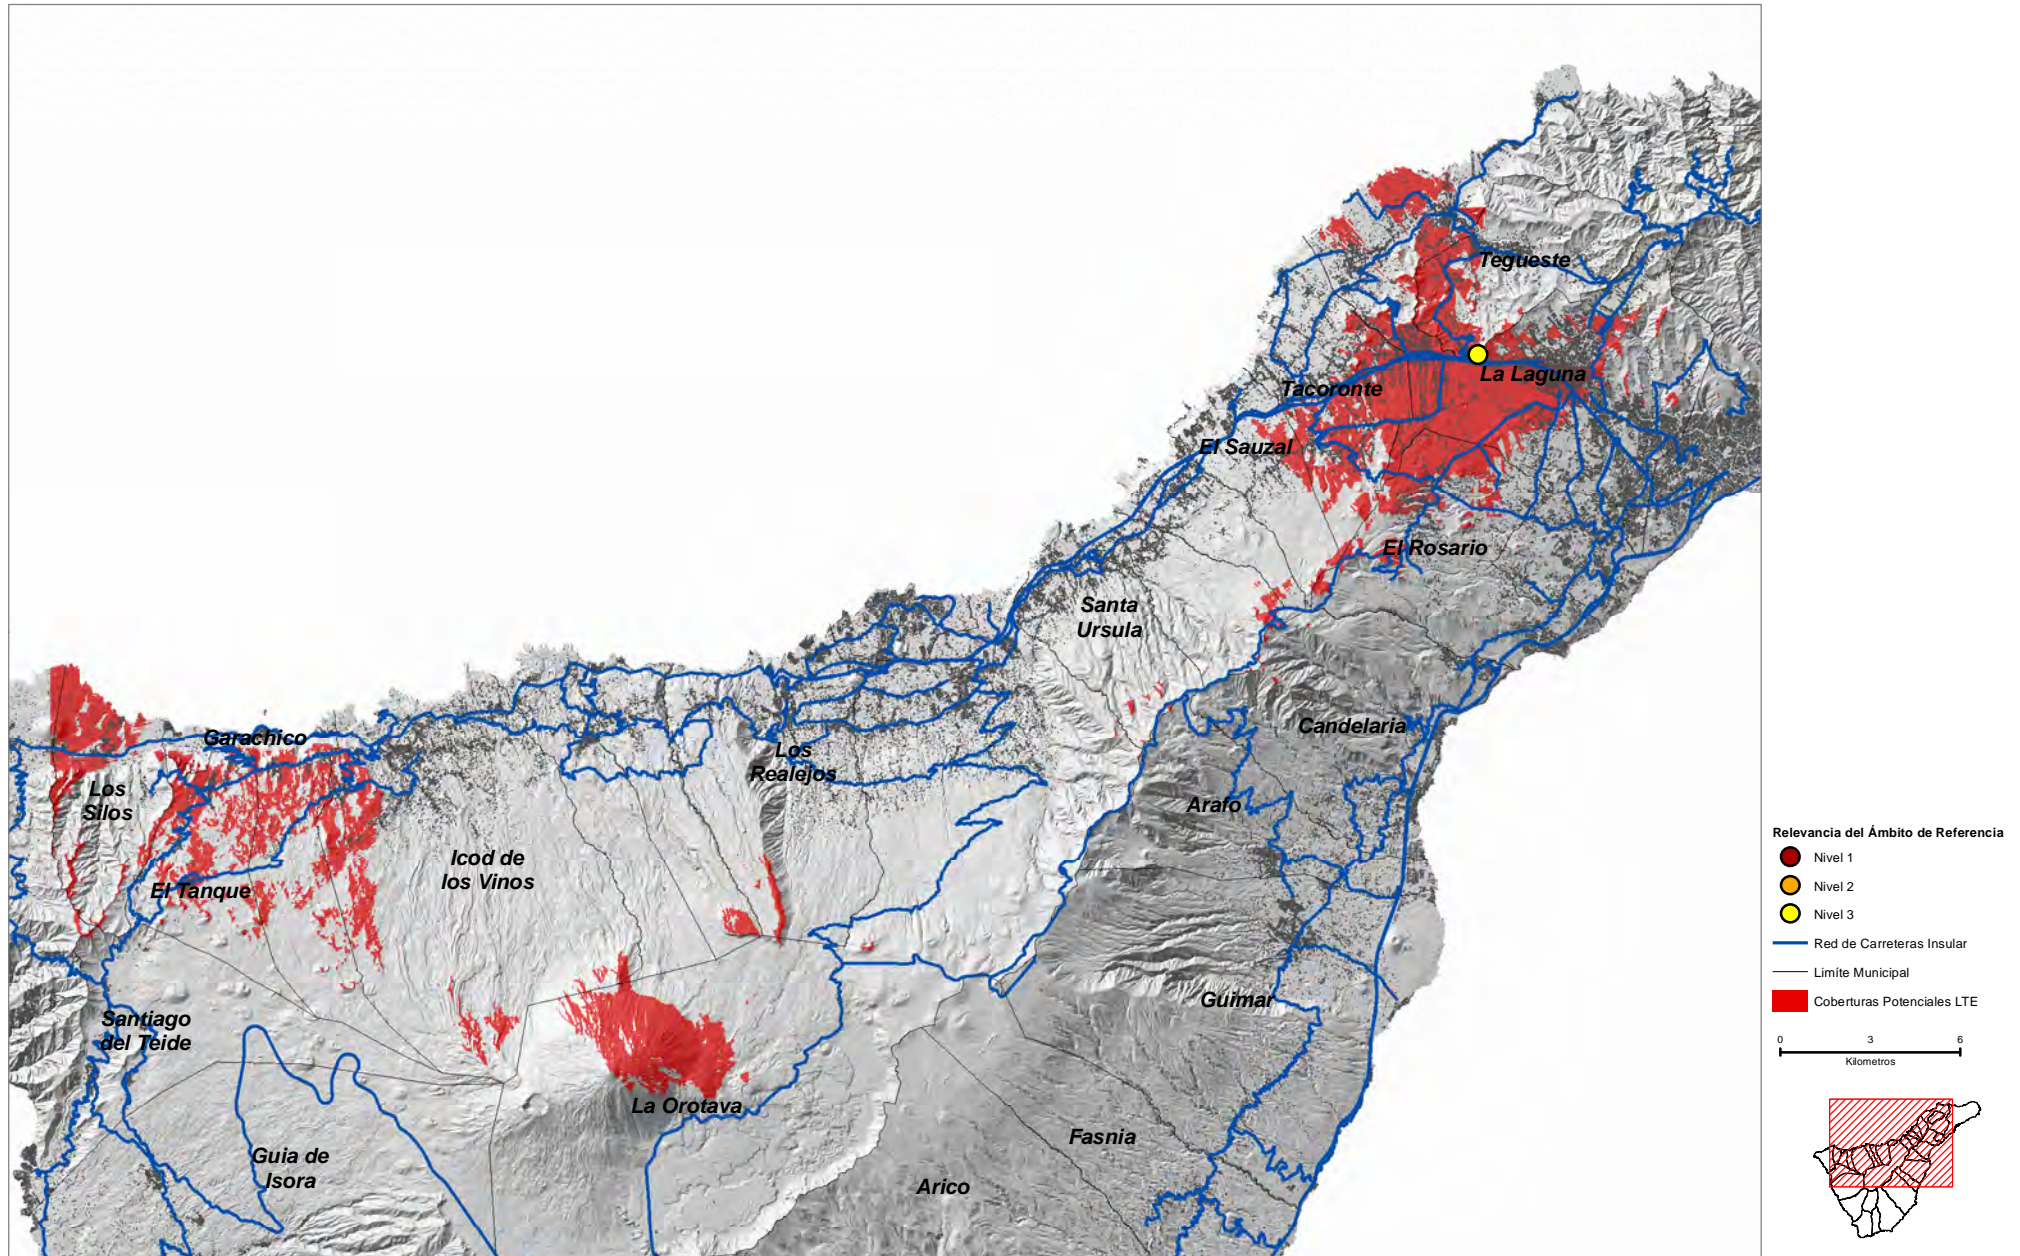 Tegueste
La Laguna
Tacoronte
El Sauzal
El Rosario
Santa
Ursula
Candelaria
Garachico
Los
Realejos
Los
Silos
Arafo
Icod de
los Vinos
El Tanque
Guimar
Santiago
del Teide
La Orotava
Fasnia
Guia de
Isora
Arico
Relevancia del Ámbito de Referencia
Nivel 1
Nivel 2
Nivel 3
Red de Carreteras Insular
Limíte Municipal
Coberturas Potenciales LTE
0 3 6
Kilometros